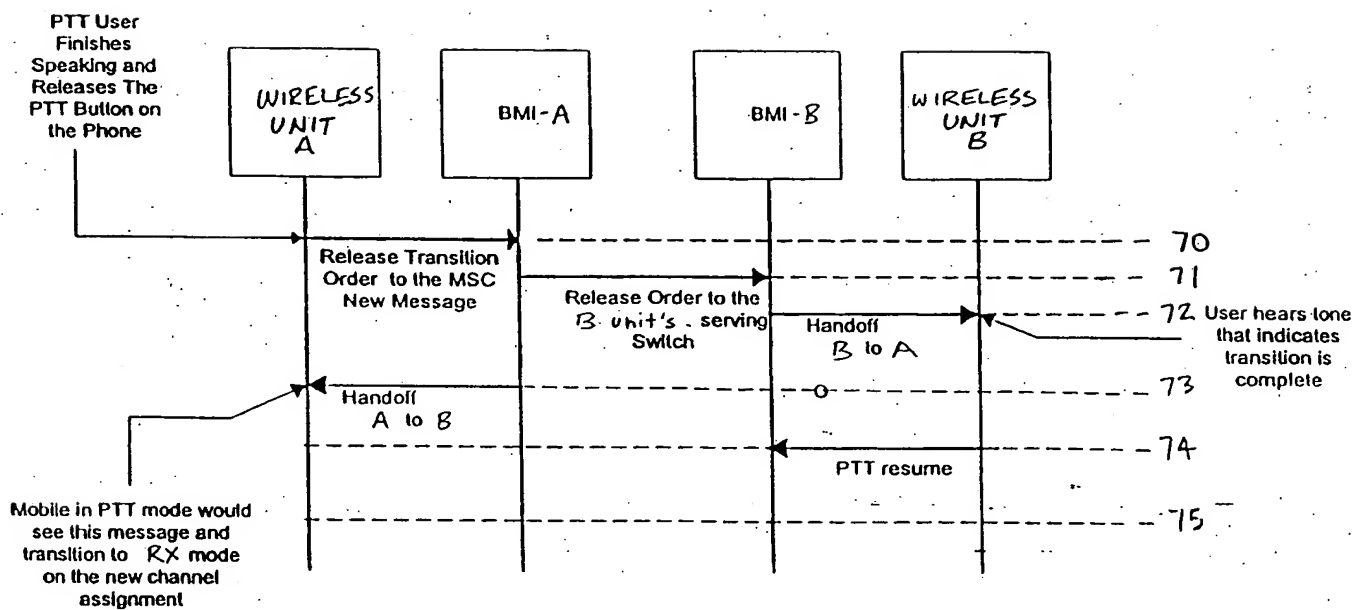 PTT User
Finishes
Speaking and
Releases The
PTT Button on
the Phone
WIRELESS
UNIT
A
BMI-A
BMI-B
WIRELESS
UNIT
B
70
Release Transition
Order to the MSC
New Message
71
Release Order to the
B unit's serving
Switch
72
Handoff
B to A
User hears tone
that indicates
transition is
complete
73
Handoff
A to B
74
PTT resume
75
Mobile in PTT mode would
see this message and
transition to RX mode
on the new channel
assignment